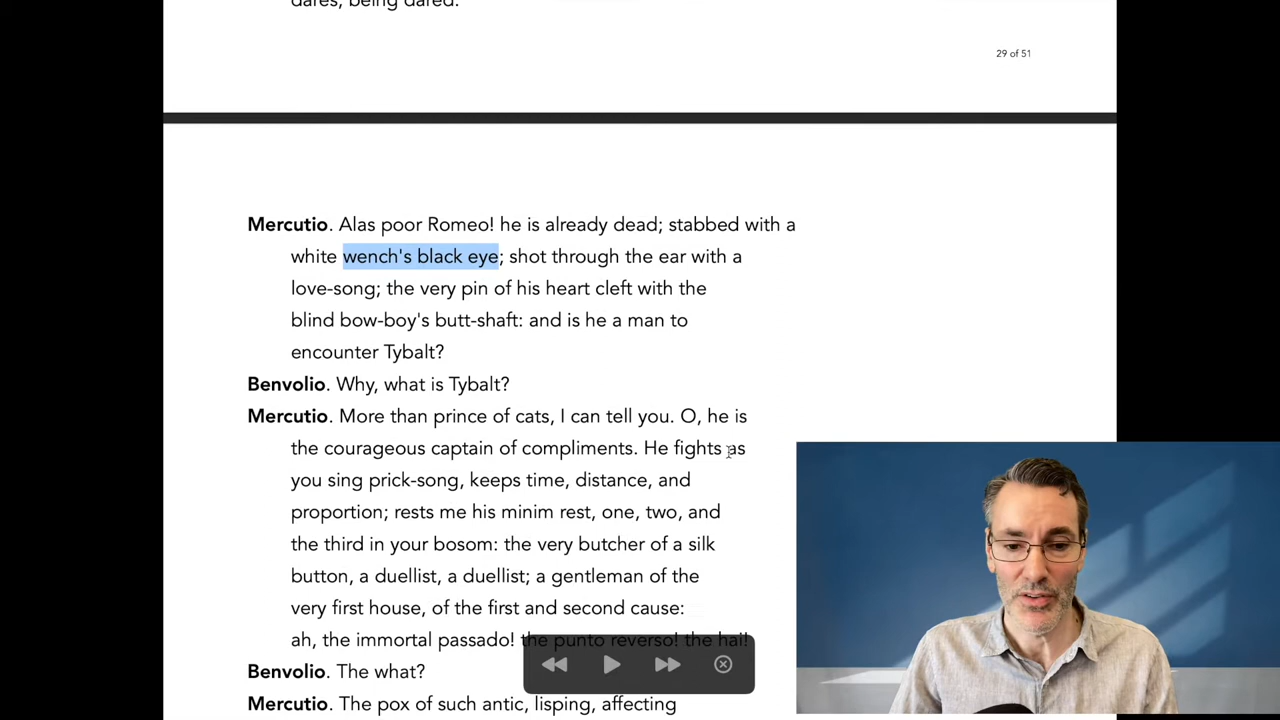 dares, being dared.
29 of 51
Mercutio. Alas poor Romeo! he is already dead; stabbed with a
white wench's black eye; shot through the ear with a
love-song; the very pin of his heart cleft with the
blind bow-boy's butt-shaft: and is he a man to
encounter Tybalt?
Benvolio. Why, what is Tybalt?
Mercutio. More than prince of cats, I can tell you. O, he is
the courageous captain of compliments. He fights as
you sing prick-song, keeps time, distance, and
proportion; rests me his minim rest, one, two, and
the third in your bosom: the very butcher of a silk
button, a duellist, a duellist; a gentleman of the
very first house, of the first and second cause:
ah, the immortal passado! the punto reverso! the hai!
Benvolio. The what?
Mercutio. The pox of such antic, lisping, affecting